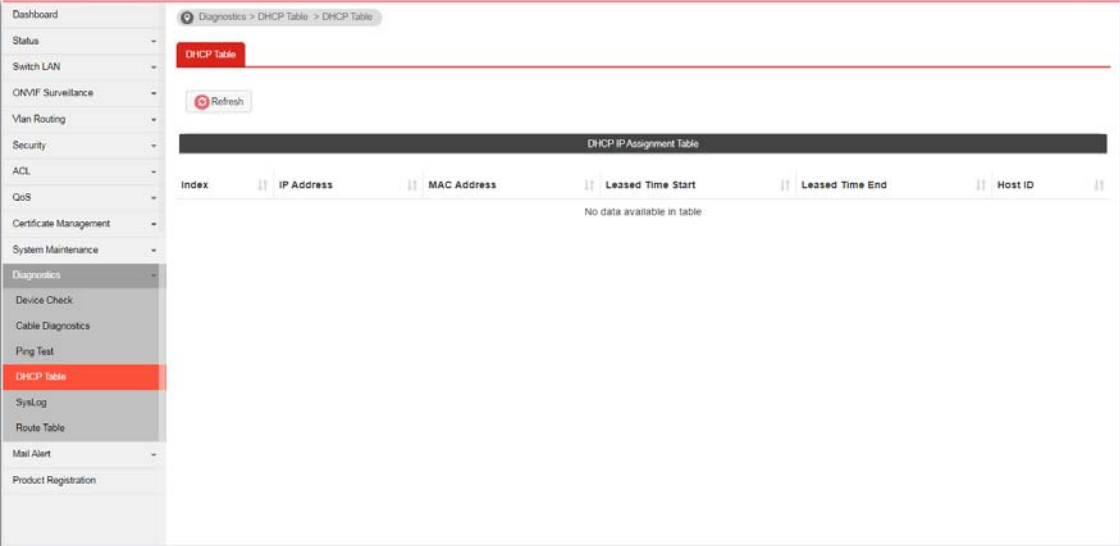 Dashboard
Status
Switch LAN
ONVIF Surveillance
Vlan Routing
Security
ACL
QoS
Certificate Management
System Maintenance
Diagnostics
Device Check
Cable Diagnostics
Ping Test
DHCP Table
SysLog
Route Table
Mail Alert
Product Registration
Diagnostics > DHCP Table > DHCP Table
DHCP Table
Refresh
DHCP IP Assignment Table
Index IP Address MAC Address Leased Time Start Leased Time End Host ID
No data available in table